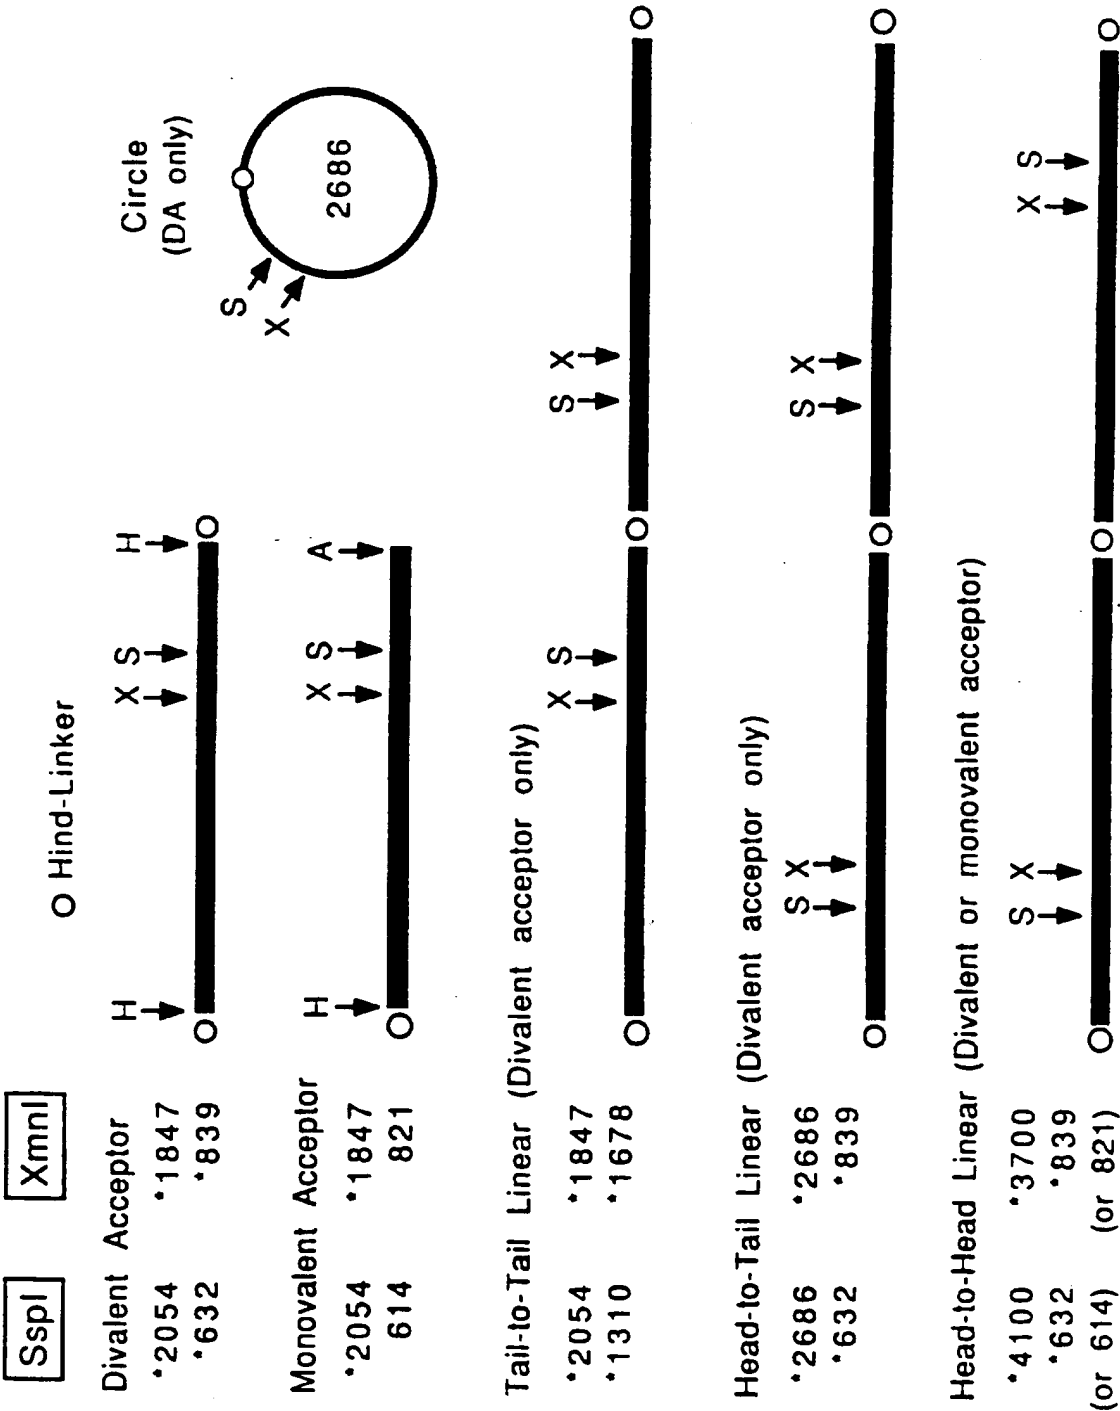 SspI XmnI
O Hind-Linker
Circle
(DA only)
2686
S
X
Divalent Acceptor
*2054 *1847
*632 *839
H X S H
Monovalent Acceptor
*2054 *1847
614 821
H X S A
Tail-to-Tail Linear (Divalent acceptor only)
*2054 *1847
*1310 *1678
X S S X
Head-to-Tail Linear (Divalent acceptor only)
*2686 *2686
*632 *839
S X S X
Head-to-Head Linear (Divalent or monovalent acceptor)
*4100 *3700
*632 *839
(or 614) (or 821)
S X X S